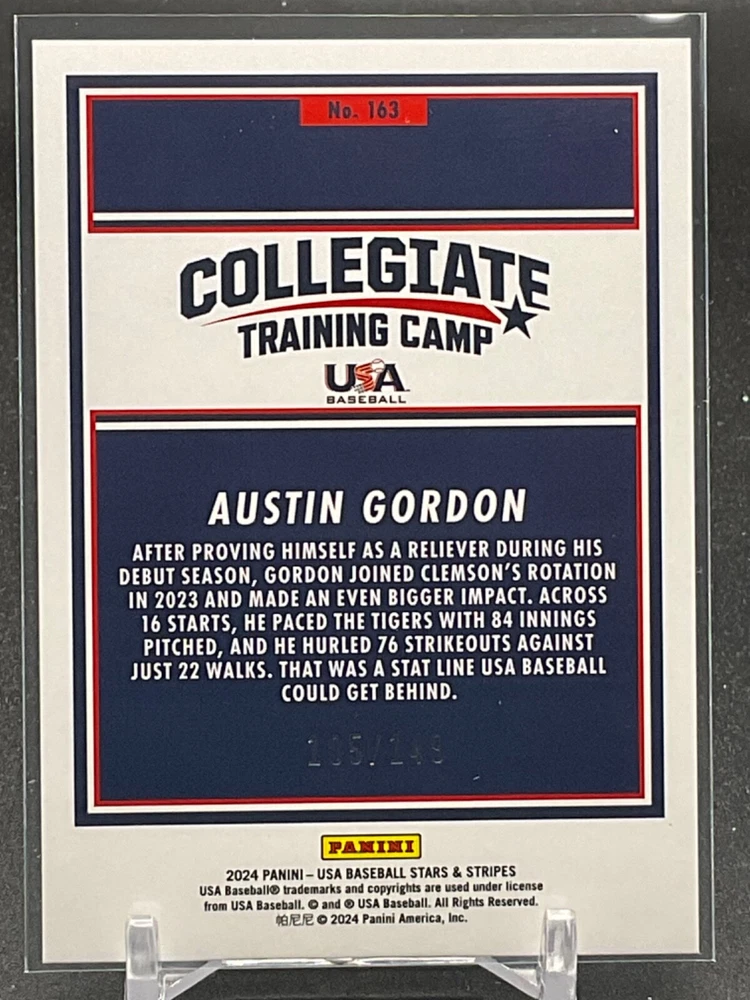 No. 163
COLLEGIATE
TRAINING CAMP
USA
BASEBALL
AUSTIN GORDON
AFTER PROVING HIMSELF AS A RELIEVER DURING HIS
DEBUT SEASON, GORDON JOINED CLEMSON'S ROTATION
IN 2023 AND MADE AN EVEN BIGGER IMPACT. ACROSS
16 STARTS, HE PACED THE TIGERS WITH 84 INNINGS
PITCHED, AND HE HURLED 76 STRIKEOUTS AGAINST
JUST 22 WALKS. THAT WAS A STAT LINE USA BASEBALL
COULD GET BEHIND.
PANINI
2024 PANINI – USA BASEBALL STARS & STRIPES
USA Baseball® trademarks and copyrights are used under license
from USA Baseball. © and ® USA Baseball. All Rights Reserved.
帕尼尼 © 2024 Panini America, Inc.